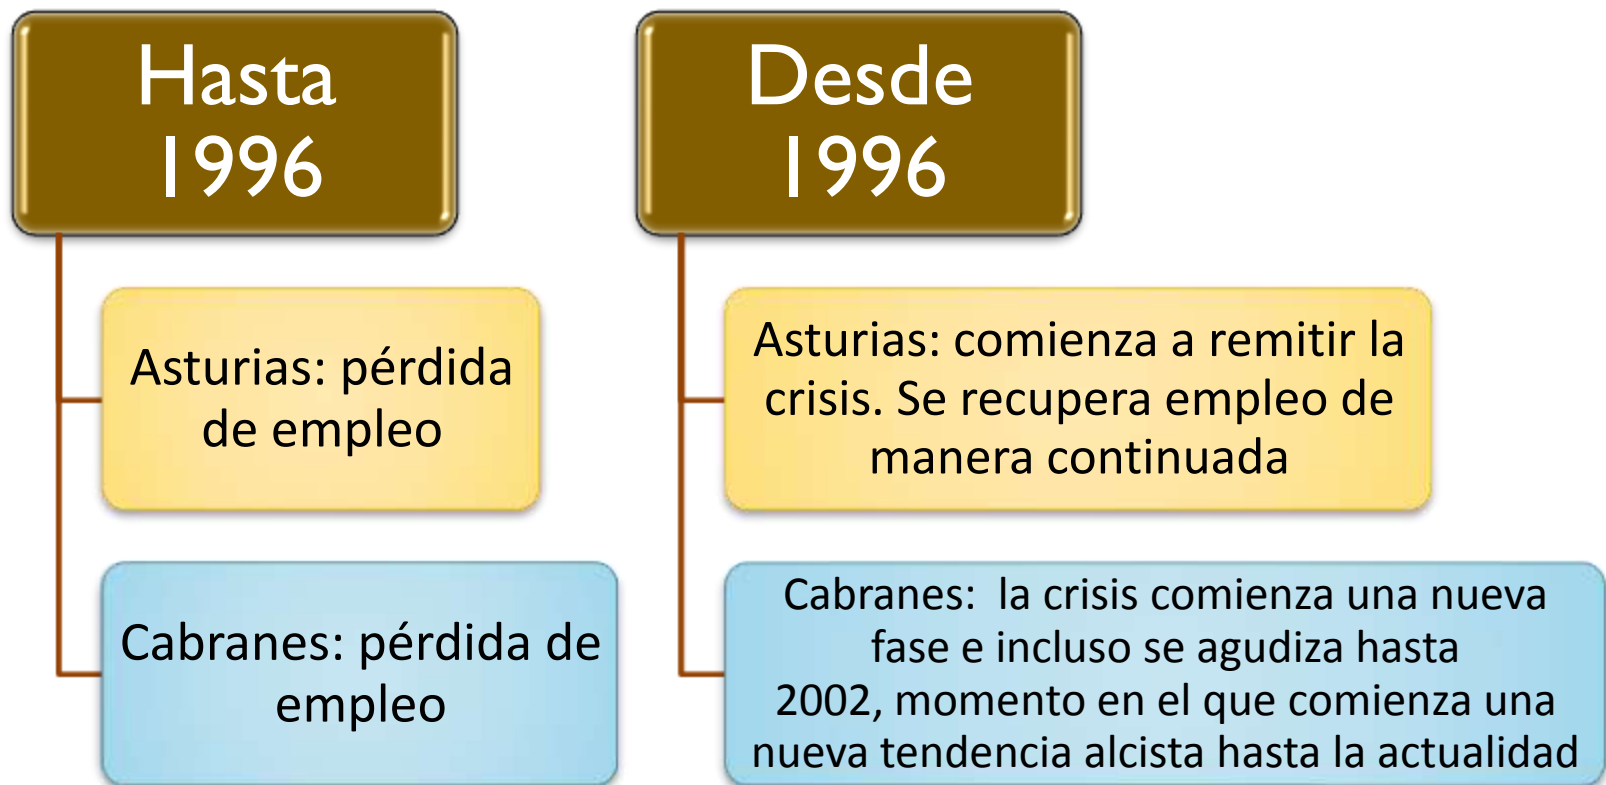 Hasta
1996
Asturias: pérdida
de empleo
Cabranes: pérdida de
empleo
Desde
1996
Asturias: comienza a remitir la
crisis. Se recupera empleo de
manera continuada
Cabranes: la crisis comienza una nueva
fase e incluso se agudiza hasta
2002, momento en el que comienza una
nueva tendencia alcista hasta la actualidad